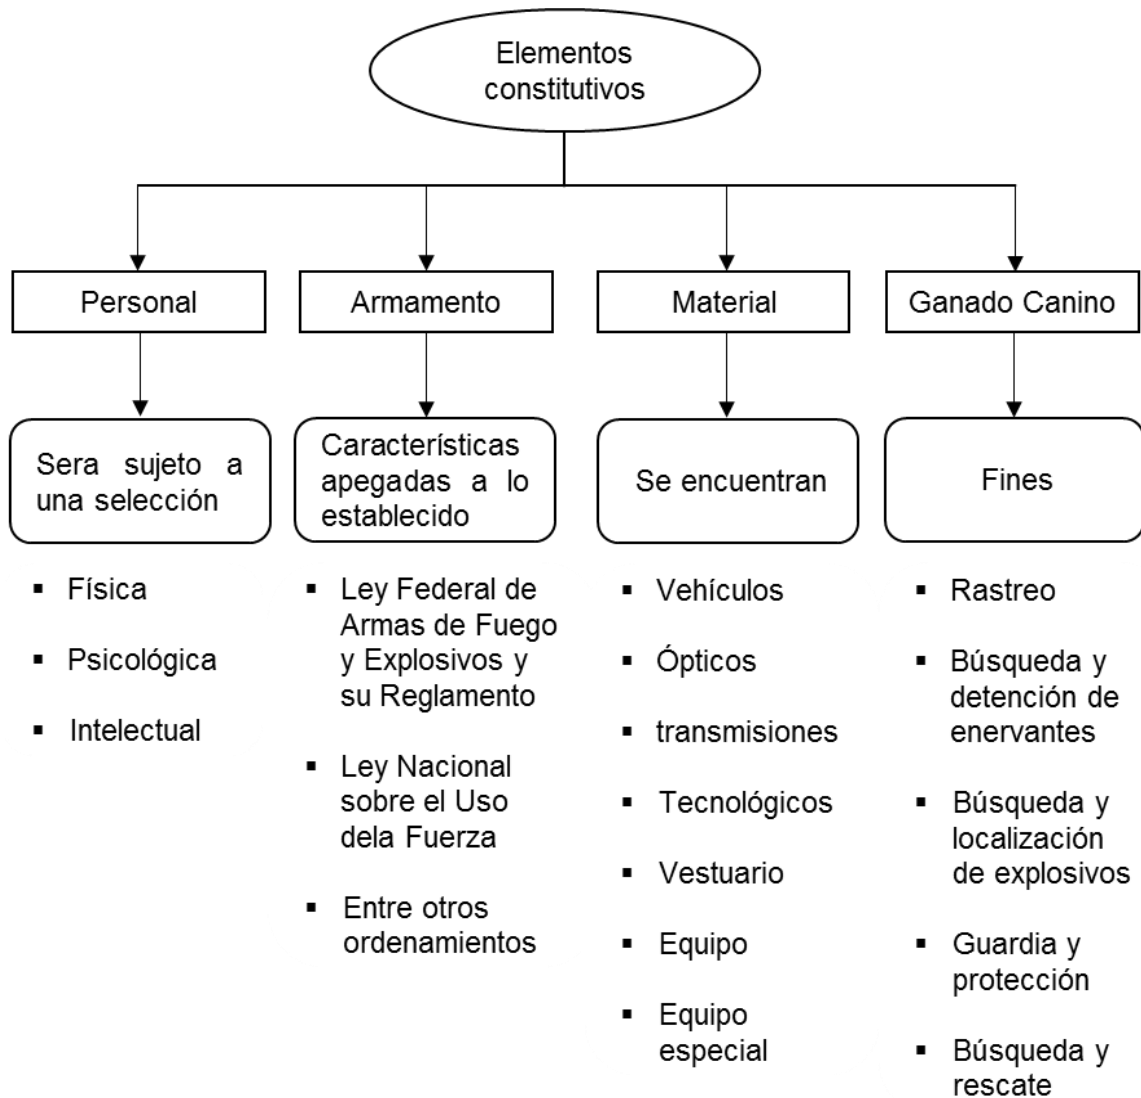 Elementos
constitutivos
Personal
Armamento
Material
Ganado Canino
Sera sujeto a
una selección
Características
apegadas a lo
establecido
Se encuentran
Fines
▪ Física
▪ Psicológica
▪ Intelectual
▪ Ley Federal de
Armas de Fuego
y Explosivos y
su Reglamento
▪ Ley Nacional
sobre el Uso
dela Fuerza
▪ Entre otros
ordenamientos
▪ Vehículos
▪ Ópticos
▪ transmisiones
▪ Tecnológicos
▪ Vestuario
▪ Equipo
▪ Equipo
especial
▪ Rastreo
▪ Búsqueda y
detención de
enervantes
▪ Búsqueda y
localización
de explosivos
▪ Guardia y
protección
▪ Búsqueda y
rescate